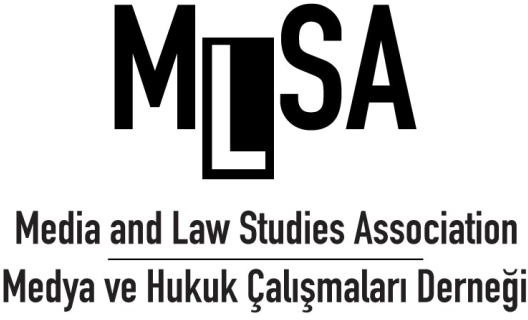 MLSA
Media and Law Studies Association
Medya ve Hukuk Çalışmaları Derneği